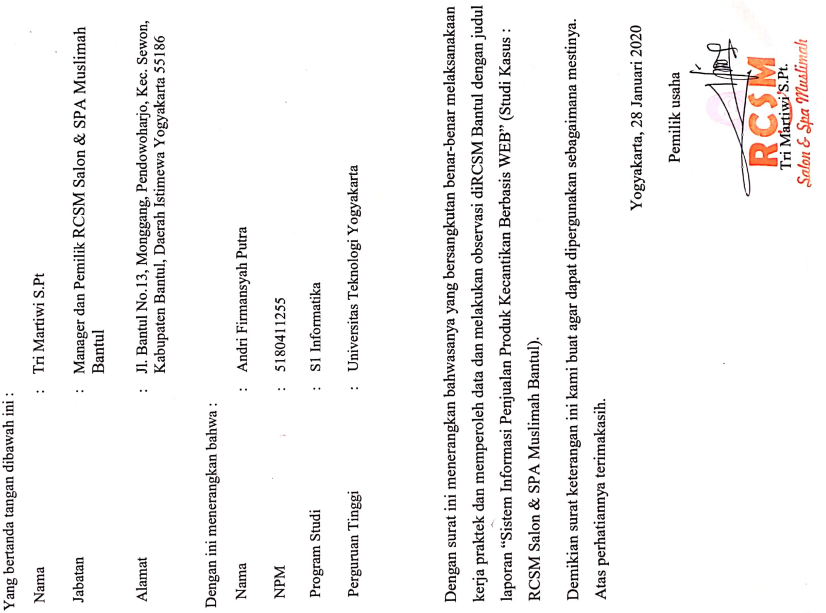 Yang bertanda tangan dibawah ini :
Nama : Tri Martiwi S.Pt
Jabatan : Manager dan Pemilik RCSM Salon & SPA Muslimah
Bantul
Alamat : Jl. Bantul No.13, Monggang, Pendowoharjo, Kec. Sewon,
Kabupaten Bantul, Daerah Istimewa Yogyakarta 55186
Dengan ini menerangkan bahwa :
Nama : Andri Firmansyah Putra
NPM : 5180411255
Program Studi : S1 Informatika
Perguruan Tinggi : Universitas Teknologi Yogyakarta
Dengan surat ini menerangkan bahwasanya yang bersangkutan benar-benar melaksanakaan
kerja praktek dan memperoleh data dan melakukan observasi diRCSM Bantul dengan judul
laporan “Sistem Informasi Penjualan Produk Kecantikan Berbasis WEB” (Studi Kasus :
RCSM Salon & SPA Muslimah Bantul).
Demikian surat keterangan ini kami buat agar dapat dipergunakan sebagaimana mestinya.
Atas perhatiannya terimakasih.
Yogyakarta, 28 Januari 2020
Pemilik usaha
RCSM
Tri Martiwi S.Pt.
Salon & Spa Muslimah